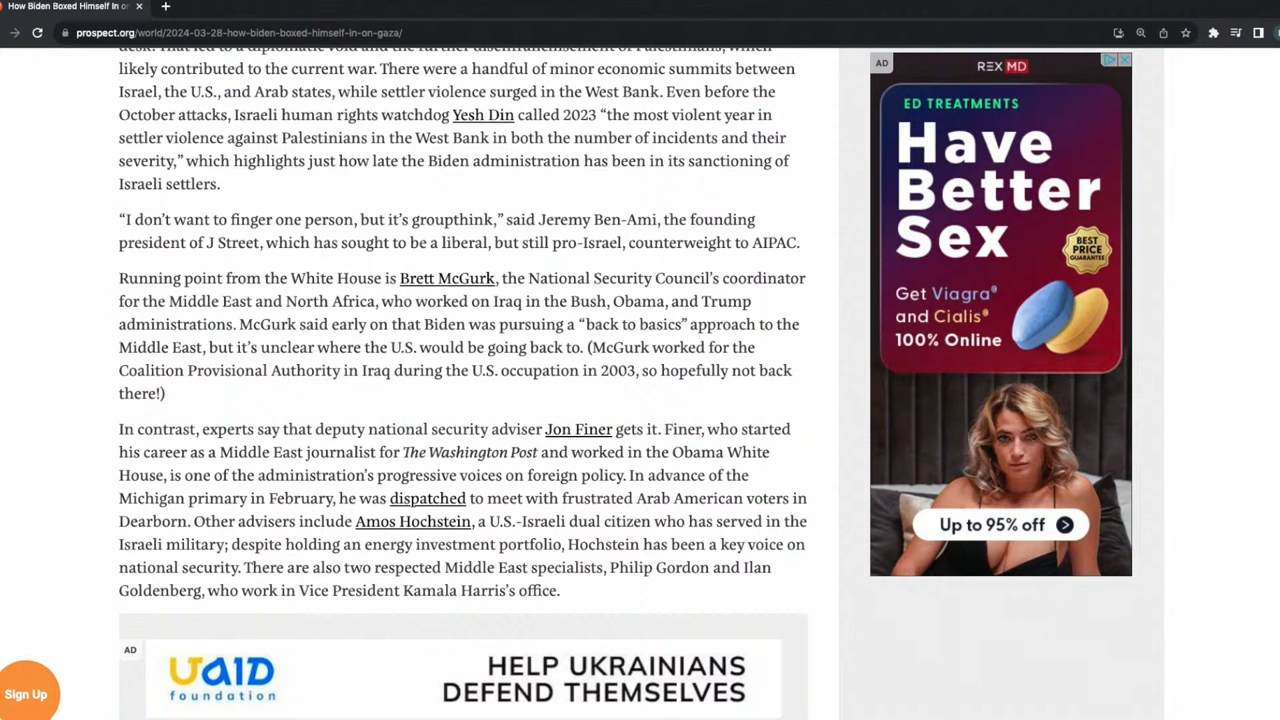 How Biden Boxed Himself In o
prospect.org/world/2024-03-28-how-biden-boxed-himself-in-on-gaza/
desk. That led to a diplomatic void and the further disenfranchisement of Palestinians, which
likely contributed to the current war. There were a handful of minor economic summits between
Israel, the U.S., and Arab states, while settler violence surged in the West Bank. Even before the
October attacks, Israeli human rights watchdog Yesh Din called 2023 “the most violent year in
settler violence against Palestinians in the West Bank in both the number of incidents and their
severity,” which highlights just how late the Biden administration has been in its sanctioning of
Israeli settlers.
“I don’t want to finger one person, but it’s groupthink,” said Jeremy Ben-Ami, the founding
president of J Street, which has sought to be a liberal, but still pro-Israel, counterweight to AIPAC.
Running point from the White House is Brett McGurk, the National Security Council’s coordinator
for the Middle East and North Africa, who worked on Iraq in the Bush, Obama, and Trump
administrations. McGurk said early on that Biden was pursuing a “back to basics” approach to the
Middle East, but it’s unclear where the U.S. would be going back to. (McGurk worked for the
Coalition Provisional Authority in Iraq during the U.S. occupation in 2003, so hopefully not back
there!)
In contrast, experts say that deputy national security adviser Jon Finer gets it. Finer, who started
his career as a Middle East journalist for The Washington Post and worked in the Obama White
House, is one of the administration’s progressive voices on foreign policy. In advance of the
Michigan primary in February, he was dispatched to meet with frustrated Arab American voters in
Dearborn. Other advisers include Amos Hochstein, a U.S.-Israeli dual citizen who has served in the
Israeli military; despite holding an energy investment portfolio, Hochstein has been a key voice on
national security. There are also two respected Middle East specialists, Philip Gordon and Ilan
Goldenberg, who work in Vice President Kamala Harris’s office.
AD
UAID
foundation
HELP UKRAINIANS
DEFEND THEMSELVES
Sign Up
AD
REX MD
ED TREATMENTS
Have
Better
Sex
BEST
PRICE
GUARANTEE
Get Viagra®
and Cialis®
100% Online
Up to 95% off